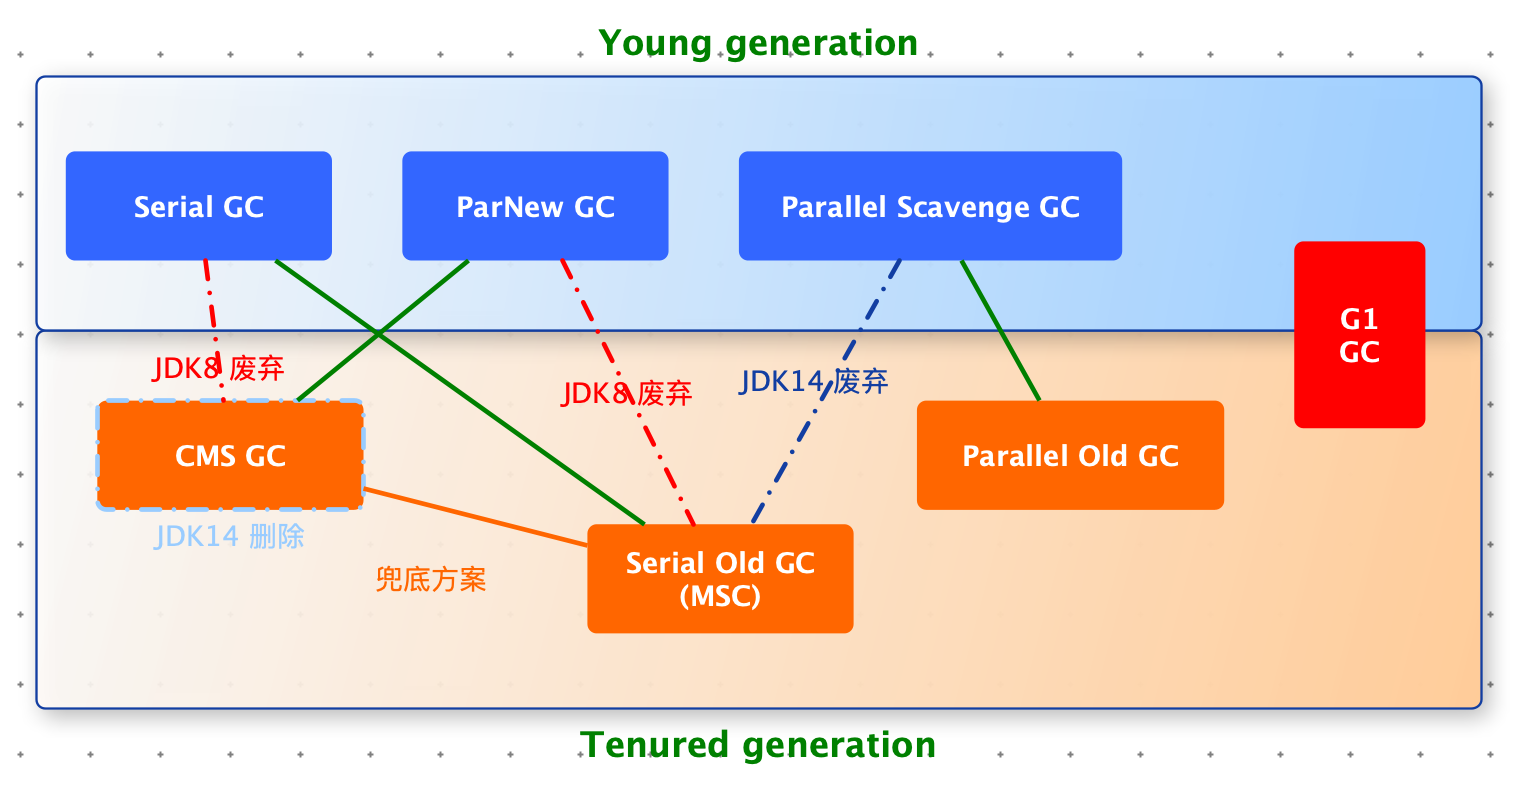 Young generation
Serial GC
ParNew GC
Parallel Scavenge GC
G1
GC
JDK8 废弃
JDK8 废弃
JDK14 废弃
CMS GC
Parallel Old GC
JDK14 删除
兜底方案
Serial Old GC
(MSC)
Tenured generation